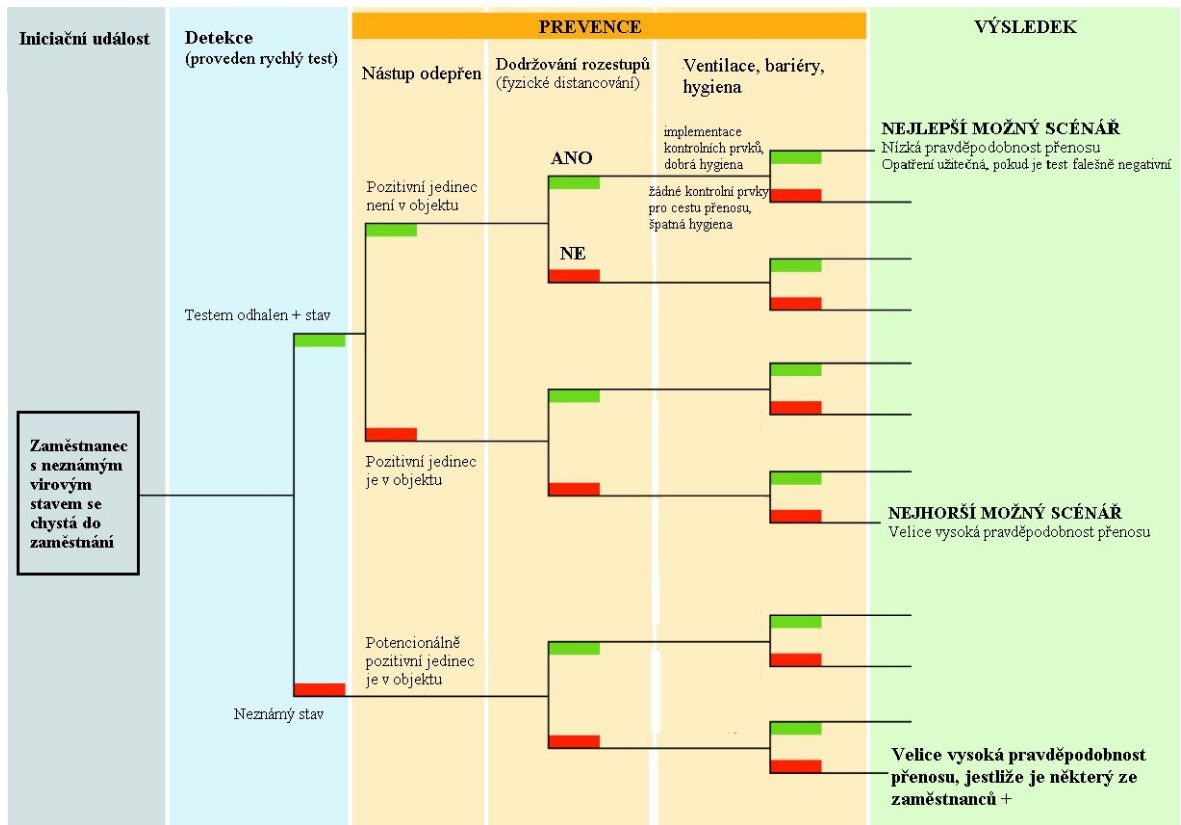 Iniciační událost
Detekce
(proveden rychlý test)
PREVENCE
VÝSLEDEK
Nástup odepřen
Dodržování rozestupů
(fyzické distancování)
Ventilace, bariéry,
hygiena
implementace
kontrolních prvků,
dobrá hygiena
NEJLEPŠÍ MOŽNÝ SCÉNÁŘ
Nízká pravděpodobnost přenosu
Opatření užitečná, pokud je test falešně negativní
ANO
Pozitivní jedinec
není v objektu
žádné kontrolní prvky
pro cestu přenosu,
špatná hygiena
NE
Testem odhalen + stav
Zaměstnanec
s neznámým
virovým
stavem se
chystá do
zaměstnání
Pozitivní jedinec
je v objektu
NEJHORŠÍ MOŽNÝ SCÉNÁŘ
Velice vysoká pravděpodobnost přenosu
Potencionálně
pozitivní jedinec
je v objektu
Neznámý stav
Velice vysoká pravděpodobnost
přenosu, jestliže je některý ze
zaměstnanců +